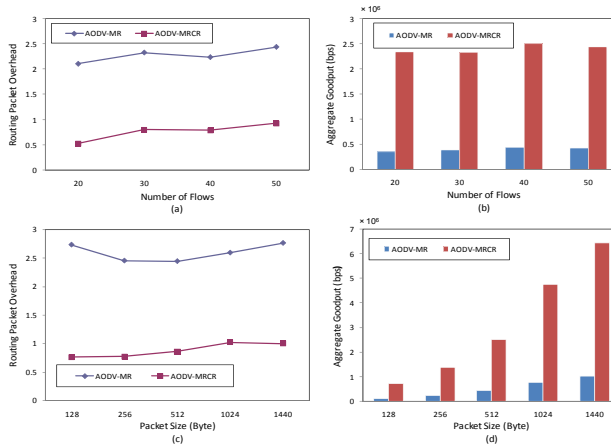 AODV-MR AODV-MRCR
Routing Packet Overhead
3
2.5
2
1.5
1
0.5
0
20 30 40 50
Number of Flows
(a)
× 10⁶
AODV-MR AODV-MRCR
Aggregate Goodput (bps)
3
2.5
2
1.5
1
0.5
0
20 30 40 50
Number of Flows
(b)
Routing Packet Overhead
3
2.5
2
1.5
1
0.5
0
AODV-MR AODV-MRCR
128 256 512 1024 1440
Packet Size (Byte)
(c)
× 10⁶
AODV-MR AODV-MRCR
Aggregate Goodput (bps)
7
6
5
4
3
2
1
0
128 256 512 1024 1440
Packet Size (Byte)
(d)